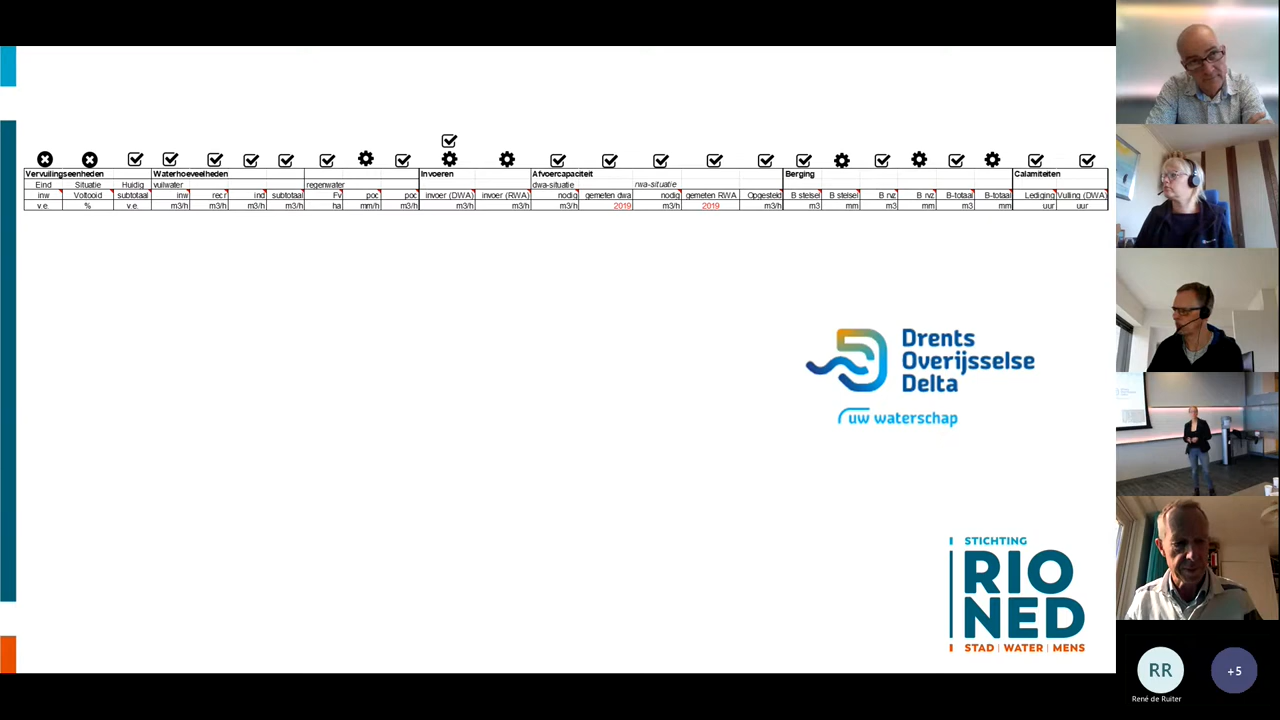 Vervuilingseenheden Waterhoeveelheden Invoeren Afvoercapaciteit Berging Calamiteiten
Eind Situatie Huidig vuilwater regenwater dwa-situatie rwa-situatie
inw Voltooid subtotaal inw recr ind subtotaal Fv poc poc invoer (DWA) invoer (RWA) nodig gemeten dwa nodig gemeten RWA Opgesteld B stelsel B stelsel B rvz B rvz B-totaal B-totaal Lediging Vulling (DWA)
v.e. % v.e. m3/h m3/h m3/h m3/h ha mm/h m3/h m3/h m3/h m3/h 2019 m3/h 2019 m3/h m3 mm m3 mm m3 mm uur uur
Drents
Overijsselse
Delta
uw waterschap
STICHTING
RIO
NED
STAD | WATER | MENS
RR
René de Ruiter
+5